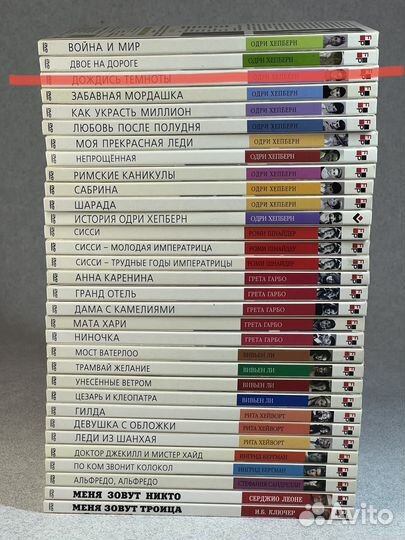 ВОЙНА И МИР ОДРИ ХЕПБЕРН
ДВОЕ НА ДОРОГЕ ОДРИ ХЕПБЕРН
ДОЖДИСЬ ТЕМНОТЫ ОДРИ ХЕПБЕРН
ЗАБАВНАЯ МОРДАШКА ОДРИ ХЕПБЕРН
КАК УКРАСТЬ МИЛЛИОН ОДРИ ХЕПБЕРН
ЛЮБОВЬ ПОСЛЕ ПОЛУДНЯ ОДРИ ХЕПБЕРН
МОЯ ПРЕКРАСНАЯ ЛЕДИ ОДРИ ХЕПБЕРН
НЕПРОЩЁННАЯ ОДРИ ХЕПБЕРН
РИМСКИЕ КАНИКУЛЫ ОДРИ ХЕПБЕРН
САБРИНА ОДРИ ХЕПБЕРН
ШАРАДА ОДРИ ХЕПБЕРН
ИСТОРИЯ ОДРИ ХЕПБЕРН ОДРИ ХЕПБЕРН
СИССИ РОМИ ШНАЙДЕР
СИССИ – МОЛОДАЯ ИМПЕРАТРИЦА РОМИ ШНАЙДЕР
СИССИ – ТРУДНЫЕ ГОДЫ ИМПЕРАТРИЦЫ РОМИ ШНАЙДЕР
АННА КАРЕНИНА ГРЕТА ГАРБО
ГРАНД ОТЕЛЬ ГРЕТА ГАРБО
ДАМА С КАМЕЛИЯМИ ГРЕТА ГАРБО
МАТА ХАРИ ГРЕТА ГАРБО
НИНОЧКА ГРЕТА ГАРБО
МОСТ ВАТЕРЛОО ВИВЬЕН ЛИ
ТРАМВАЙ ЖЕЛАНИЕ ВИВЬЕН ЛИ
УНЕСЕННЫЕ ВЕТРОМ ВИВЬЕН ЛИ
ЦЕЗАРЬ И КЛЕОПАТРА ВИВЬЕН ЛИ
ГИЛДА РИТА ХЕЙВОРТ
ДЕВУШКА С ОБЛОЖКИ РИТА ХЕЙВОРТ
ЛЕДИ ИЗ ШАНХАЯ РИТА ХЕЙВОРТ
ДОКТОР ДЖЕКИЛЛ И МИСТЕР ХАЙД ИНГРИД БЕРГМАН
ПО КОМ ЗВОНИТ КОЛОКОЛ ИНГРИД БЕРГМАН
АЛЬФРЕДО, АЛЬФРЕДО СТЕФАНИЯ САНДРЕЛЛИ
МЕНЯ ЗОВУТ НИКТО СЕРДЖИО ЛЕОНЕ
МЕНЯ ЗОВУТ ТРОИЦА И.Б. КЛЮЧЕР
Avito